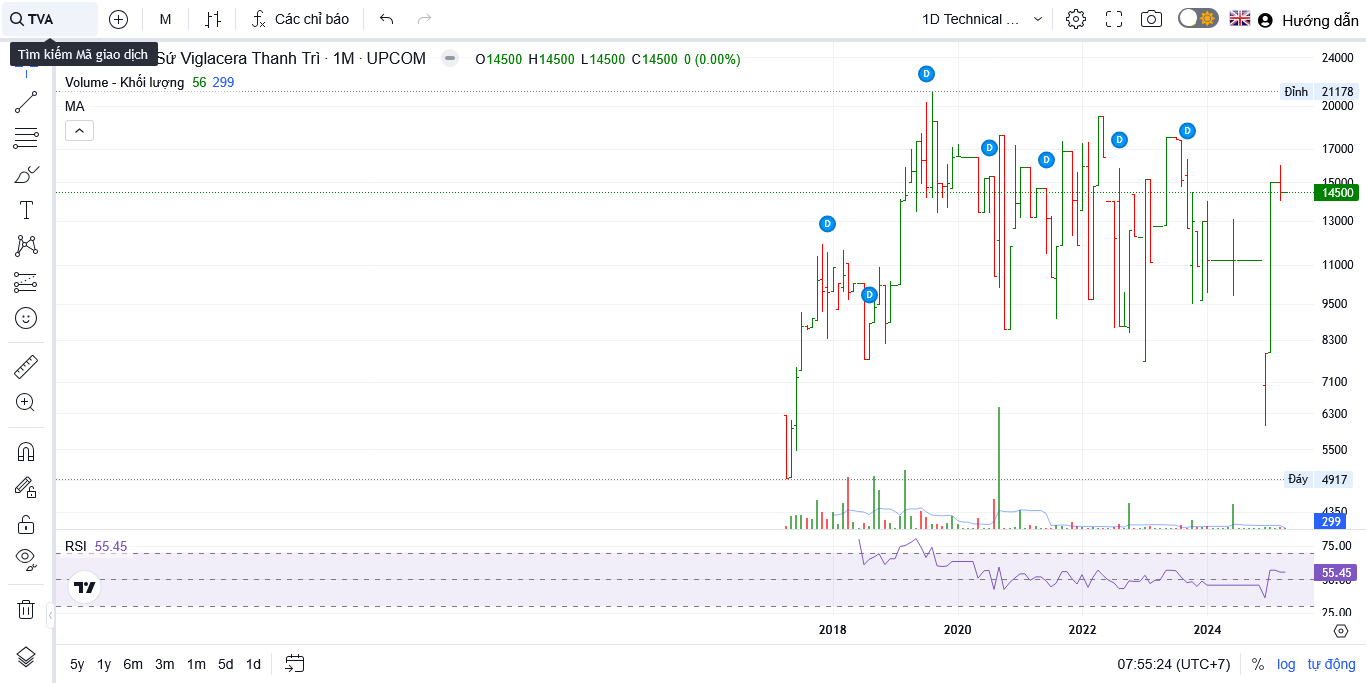 TVA
M
Các chỉ báo
1D Technical ...
Hướng dẫn
Tìm kiếm Mã giao dịch
Sứ Viglacera Thanh Trì · 1M · UPCOM
O14500 H14500 L14500 C14500 0 (0.00%)
Volume - Khối lượng 56 299
MA
24000
Đỉnh 21178
20000
17000
15000
14500
13000
11000
9500
8300
7100
6300
5500
Đáy 4917
4350
299
D
D
D
D
D
D
D
RSI 55.45
75.00
55.45
50.00
25.00
2018 2020 2022 2024
5y 1y 6m 3m 1m 5d 1d
07:55:24 (UTC+7)
% log tự động